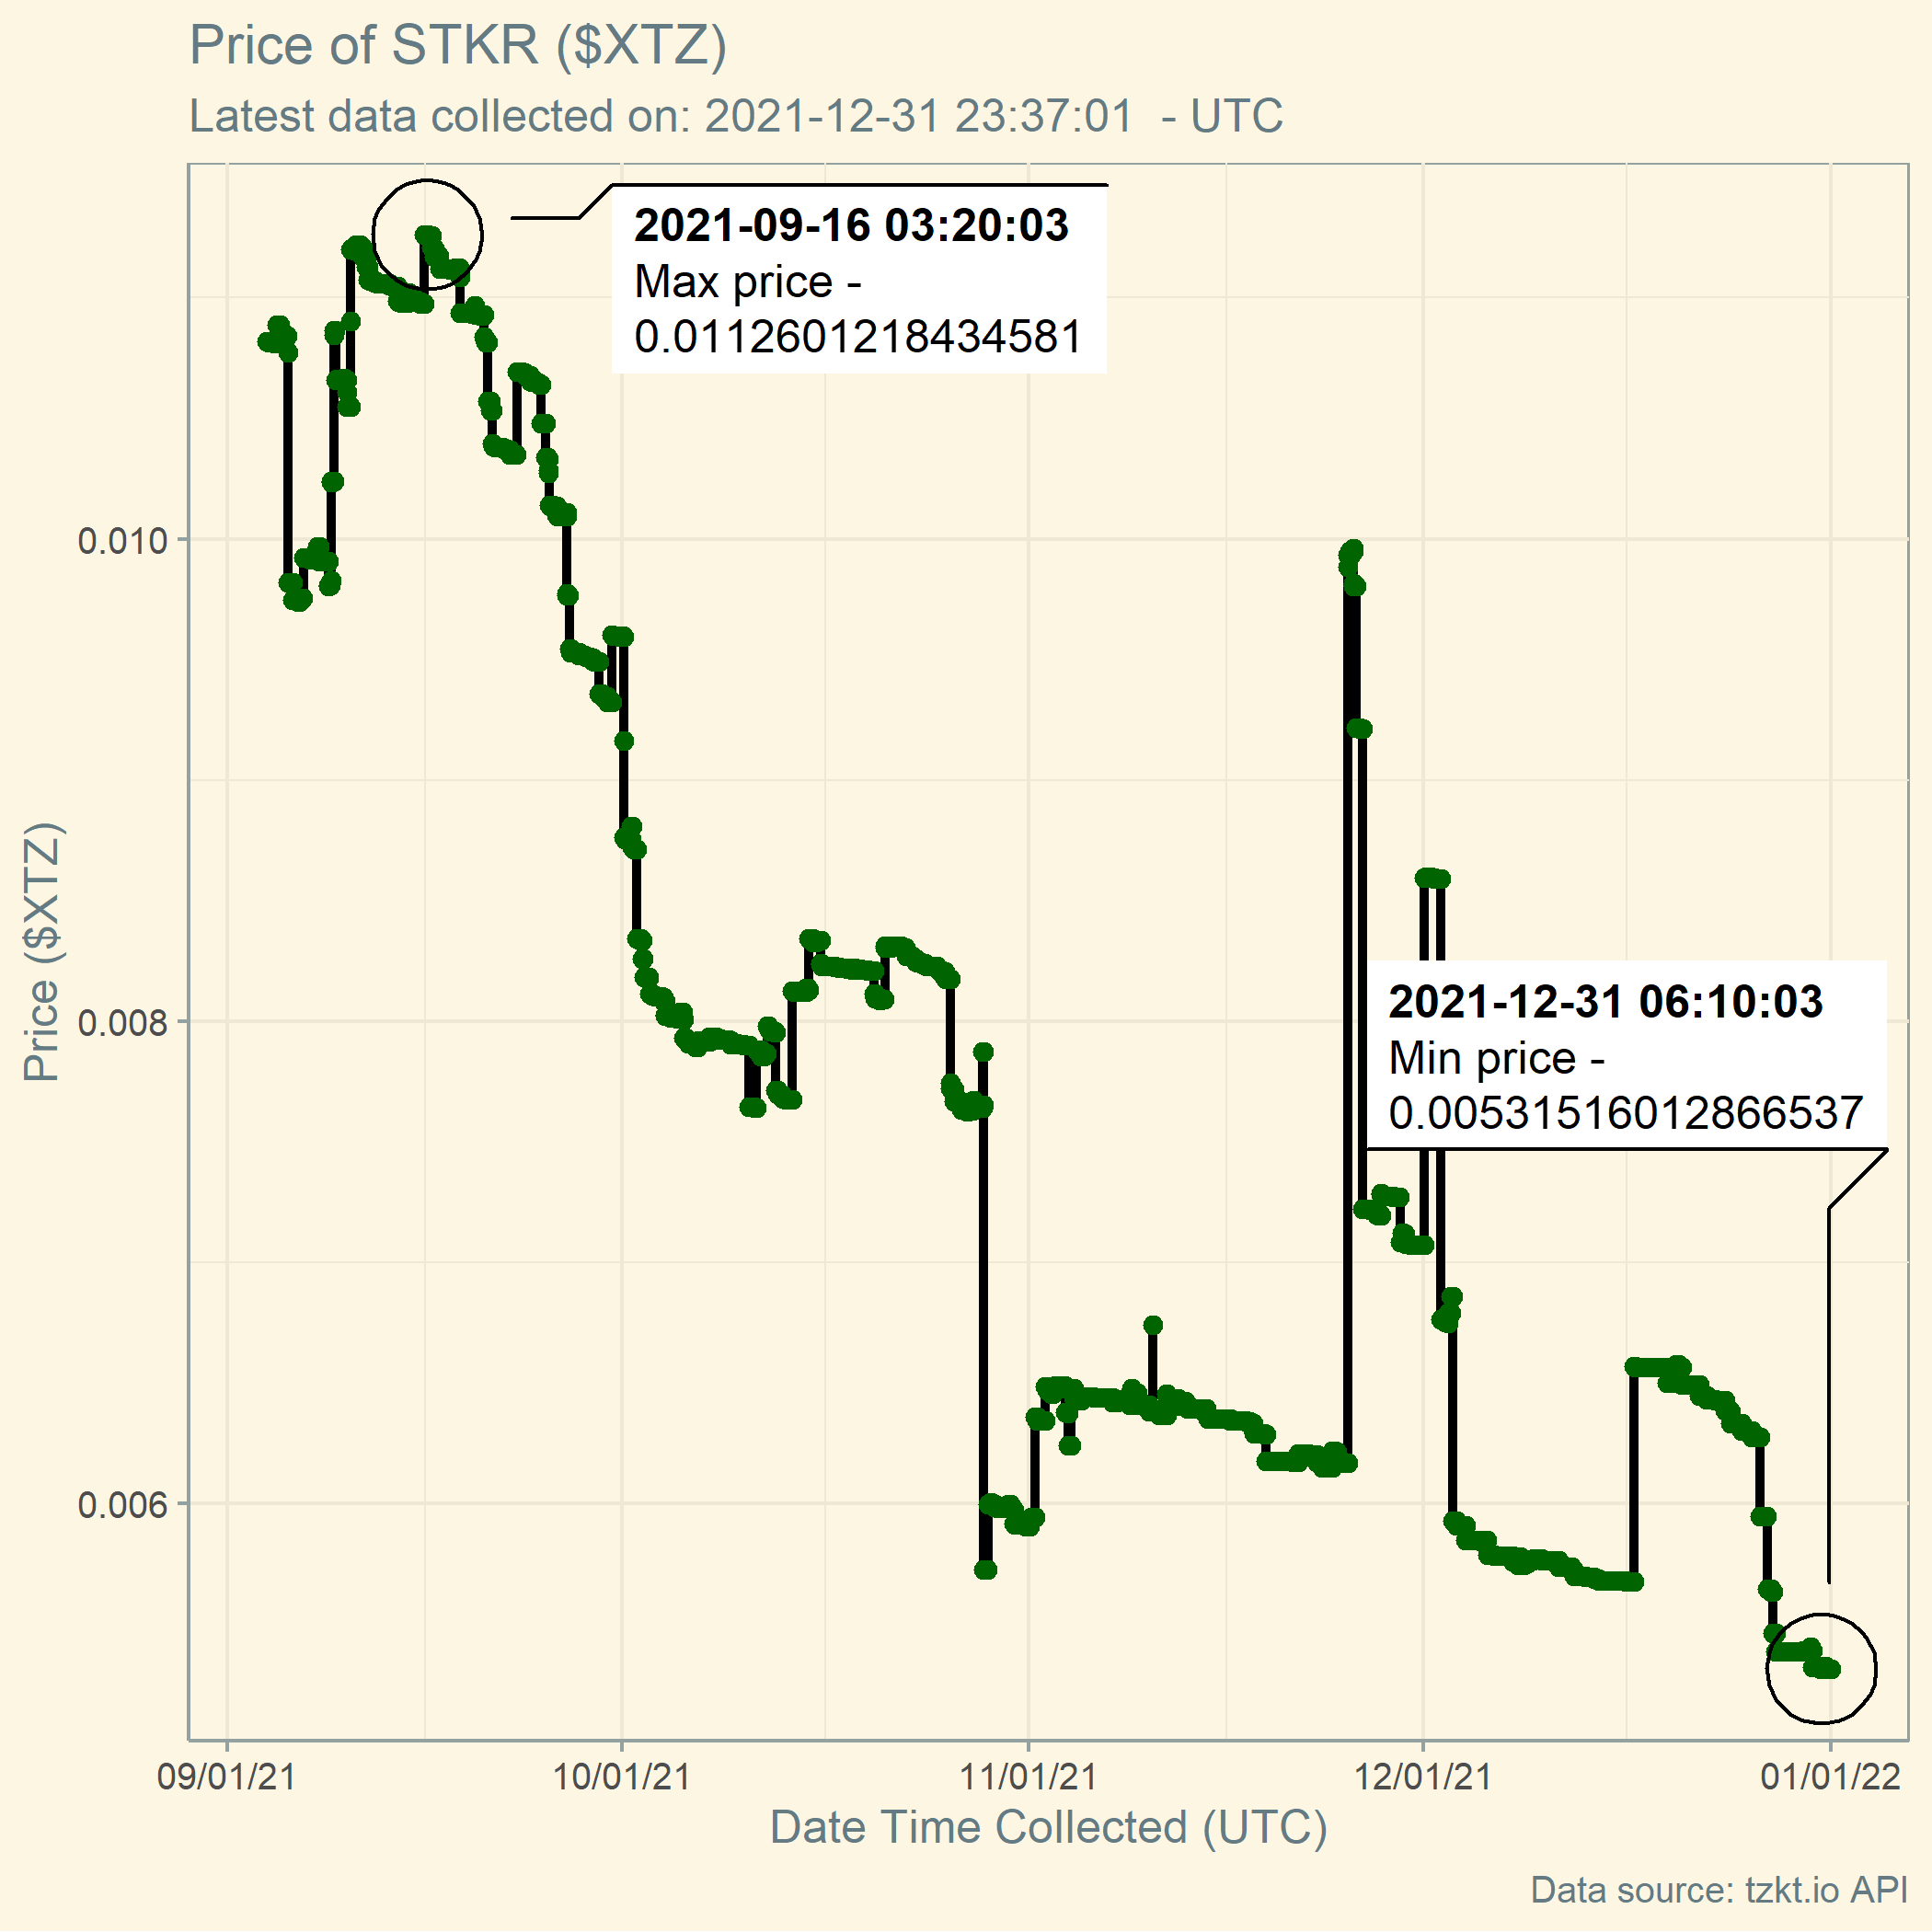 Price of STKR ($XTZ)
Latest data collected on: 2021-12-31 23:37:01  - UTC
2021-09-16 03:20:03
Max price -
0.0112601218434581
0.010
0.008
0.006
Price ($XTZ)
2021-12-31 06:10:03
Min price -
0.005315516012866537
09/01/21
10/01/21
11/01/21
12/01/21
01/01/22
Date Time Collected (UTC)
Data source: tzkt.io API